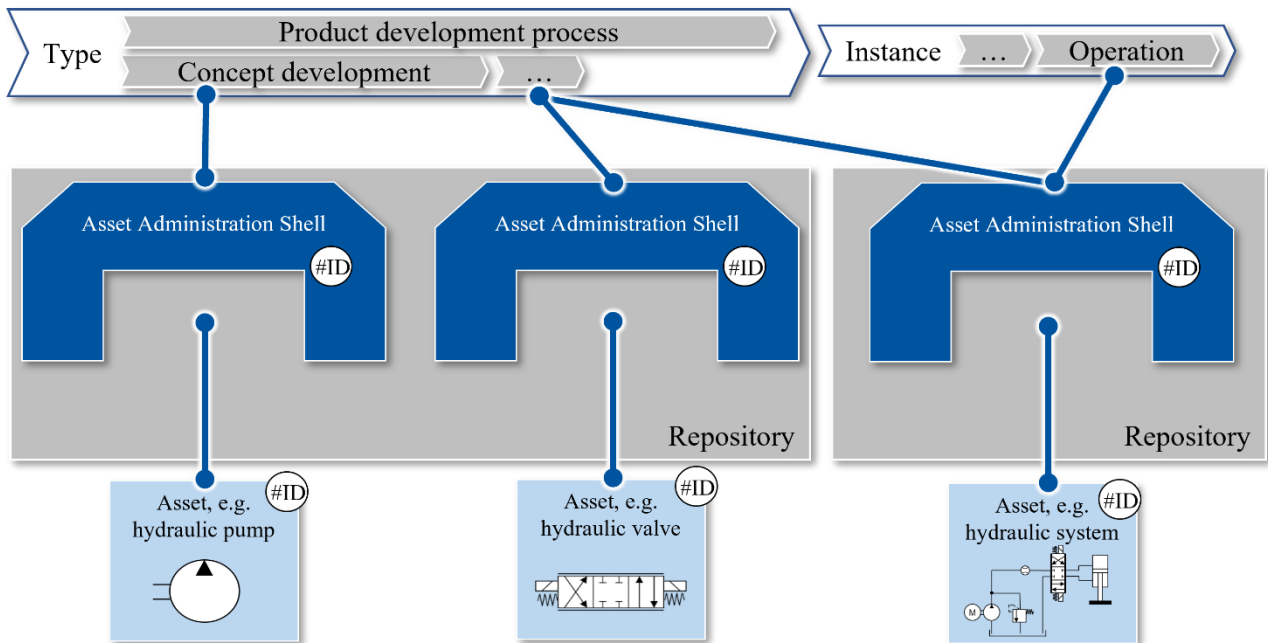 Type
Product development process
Concept development
…
Instance
…
Operation
Asset Administration Shell
#ID
Asset Administration Shell
#ID
Asset Administration Shell
#ID
Repository
Repository
Asset, e.g.
hydraulic pump
#ID
Asset, e.g.
hydraulic valve
#ID
Asset, e.g.
hydraulic system
#ID
M